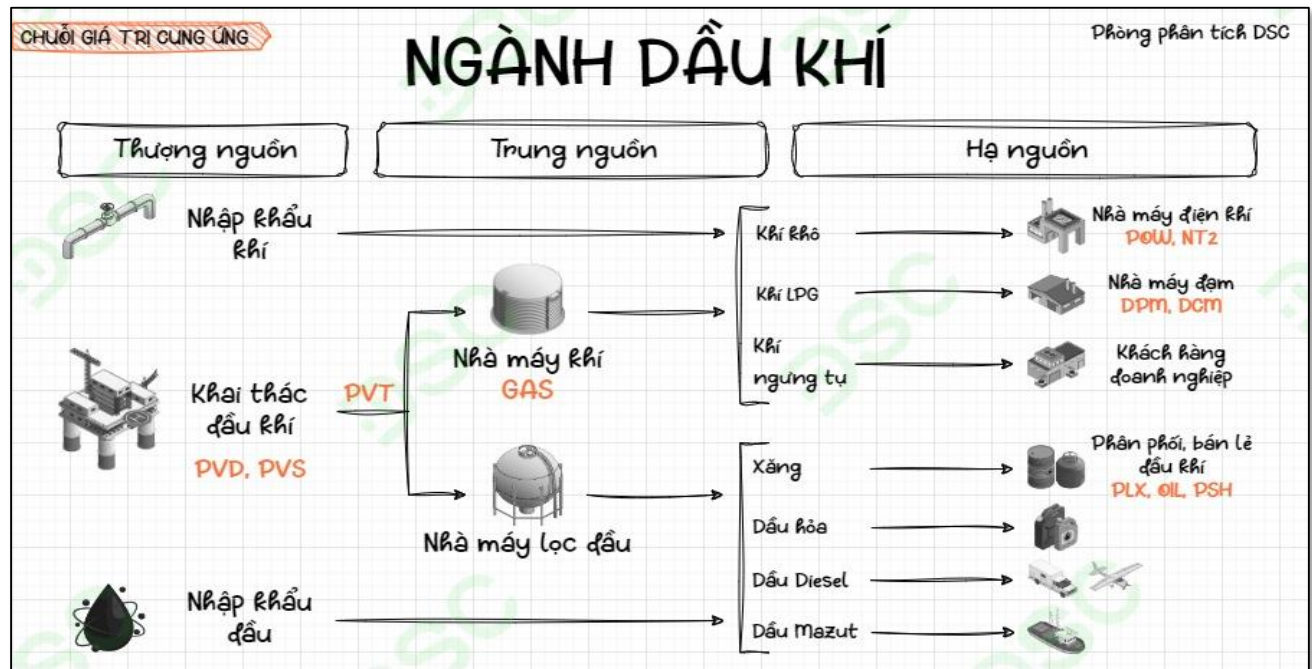 CHUỖI GIÁ TRỊ CUNG ỨNG
NGÀNH DẦU KHÍ
Phòng phân tích DSC
Thượng nguồn
Trung nguồn
Hạ nguồn
Nhập khẩu
khí
Khí khô
Nhà máy điện khí
POW, NT2
Khí LPG
Nhà máy đạm
DPM, DCM
Nhà máy khí
GAS
Khí
ngưng tụ
Khách hàng
doanh nghiệp
Khai thác
dầu khí
PVD, PVS
PVT
Xăng
Phân phối, bán lẻ
dầu khí
PLX, OIL, PSH
Nhà máy lọc dầu
Dầu hỏa
Dầu Diesel
Nhập khẩu
dầu
Dầu Mazut
DSC